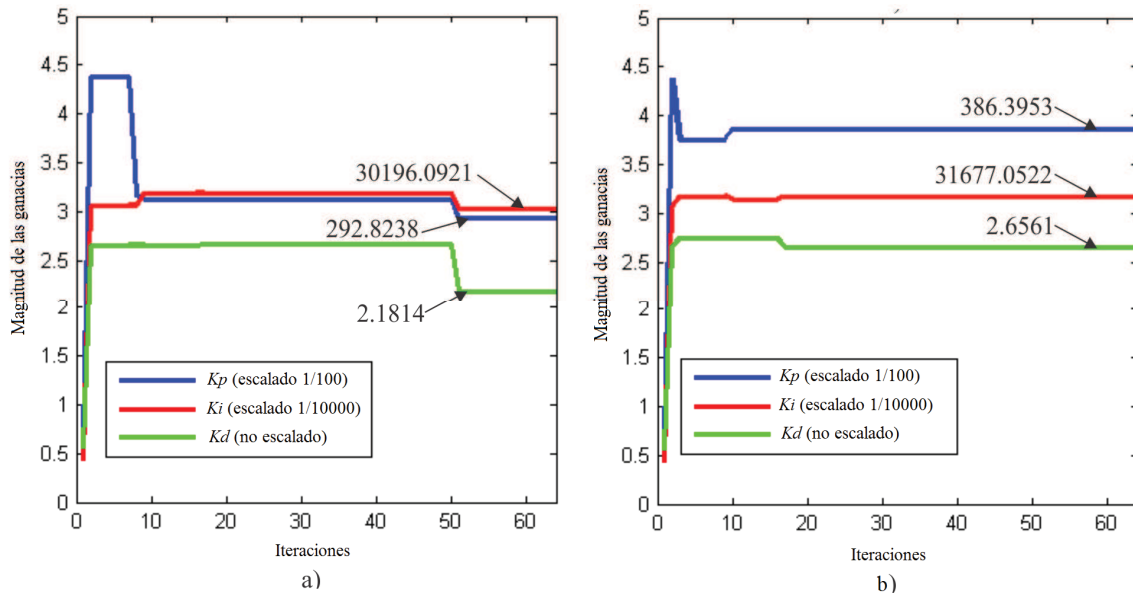 5
4.5
4
3.5
3
2.5
2
1.5
1
0.5
0
Magnitud de las ganacias
30196.0921
292.8238
2.1814
Kp (escalado 1/100)
Ki (escalado 1/10000)
Kd (no escalado)
0 10 20 30 40 50 60
Iteraciones
a)
5
4.5
4
3.5
3
2.5
2
1.5
1
0.5
0
Magnitud de las ganacias
386.3953
31677.0522
2.6561
Kp (escalado 1/100)
Ki (escalado 1/10000)
Kd (no escalado)
0 10 20 30 40 50 60
Iteraciones
b)